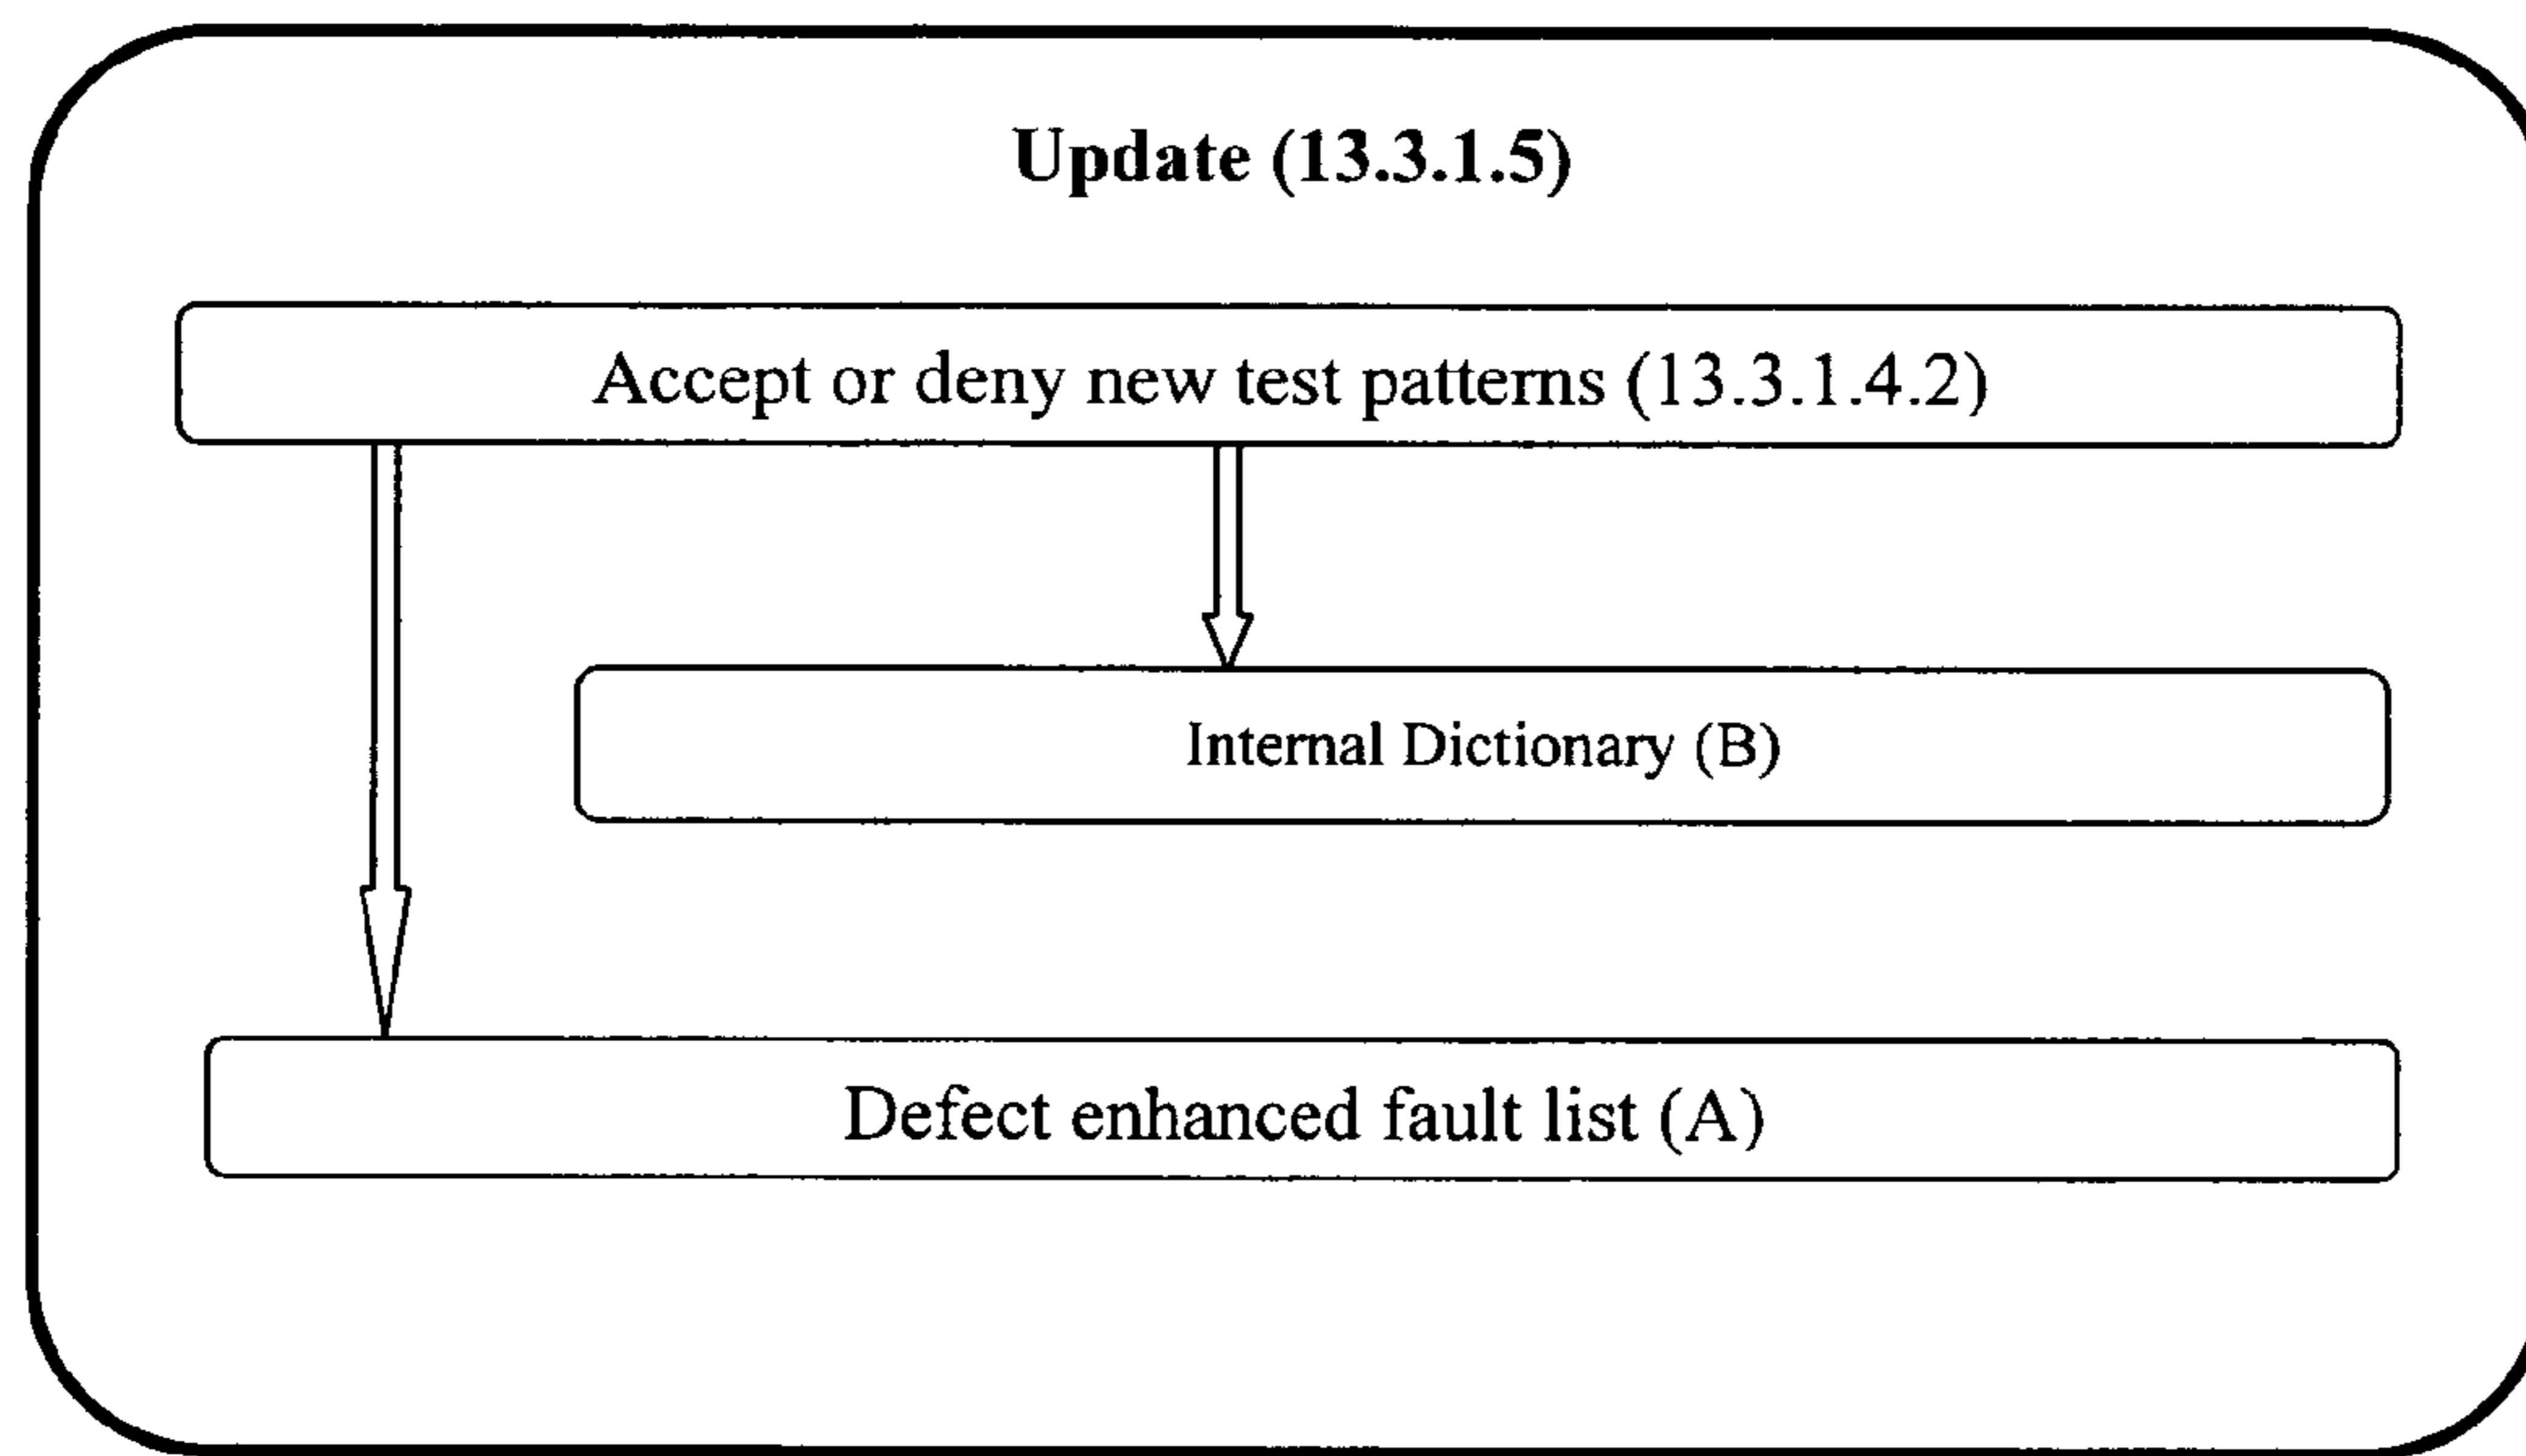 Update (13.3.1.5)
Accept or deny new test patterns (13.3.1.4.2)
Internal Dictionary (B)
Defect enhanced fault list (A)